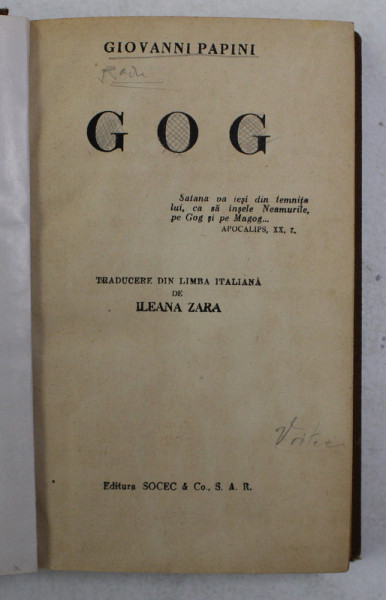 GIOVANNI PAPINI
GOG
Satana va ieși din temnița
lui, ca să înșele Neamurile,
pe Gog și pe Magog...
APOCALIPS, XX, 7.
TRADUCERE DIN LIMBA ITALIANĂ
DE
ILEANA ZARA
Editura SOCEC & Co., S. A. R.